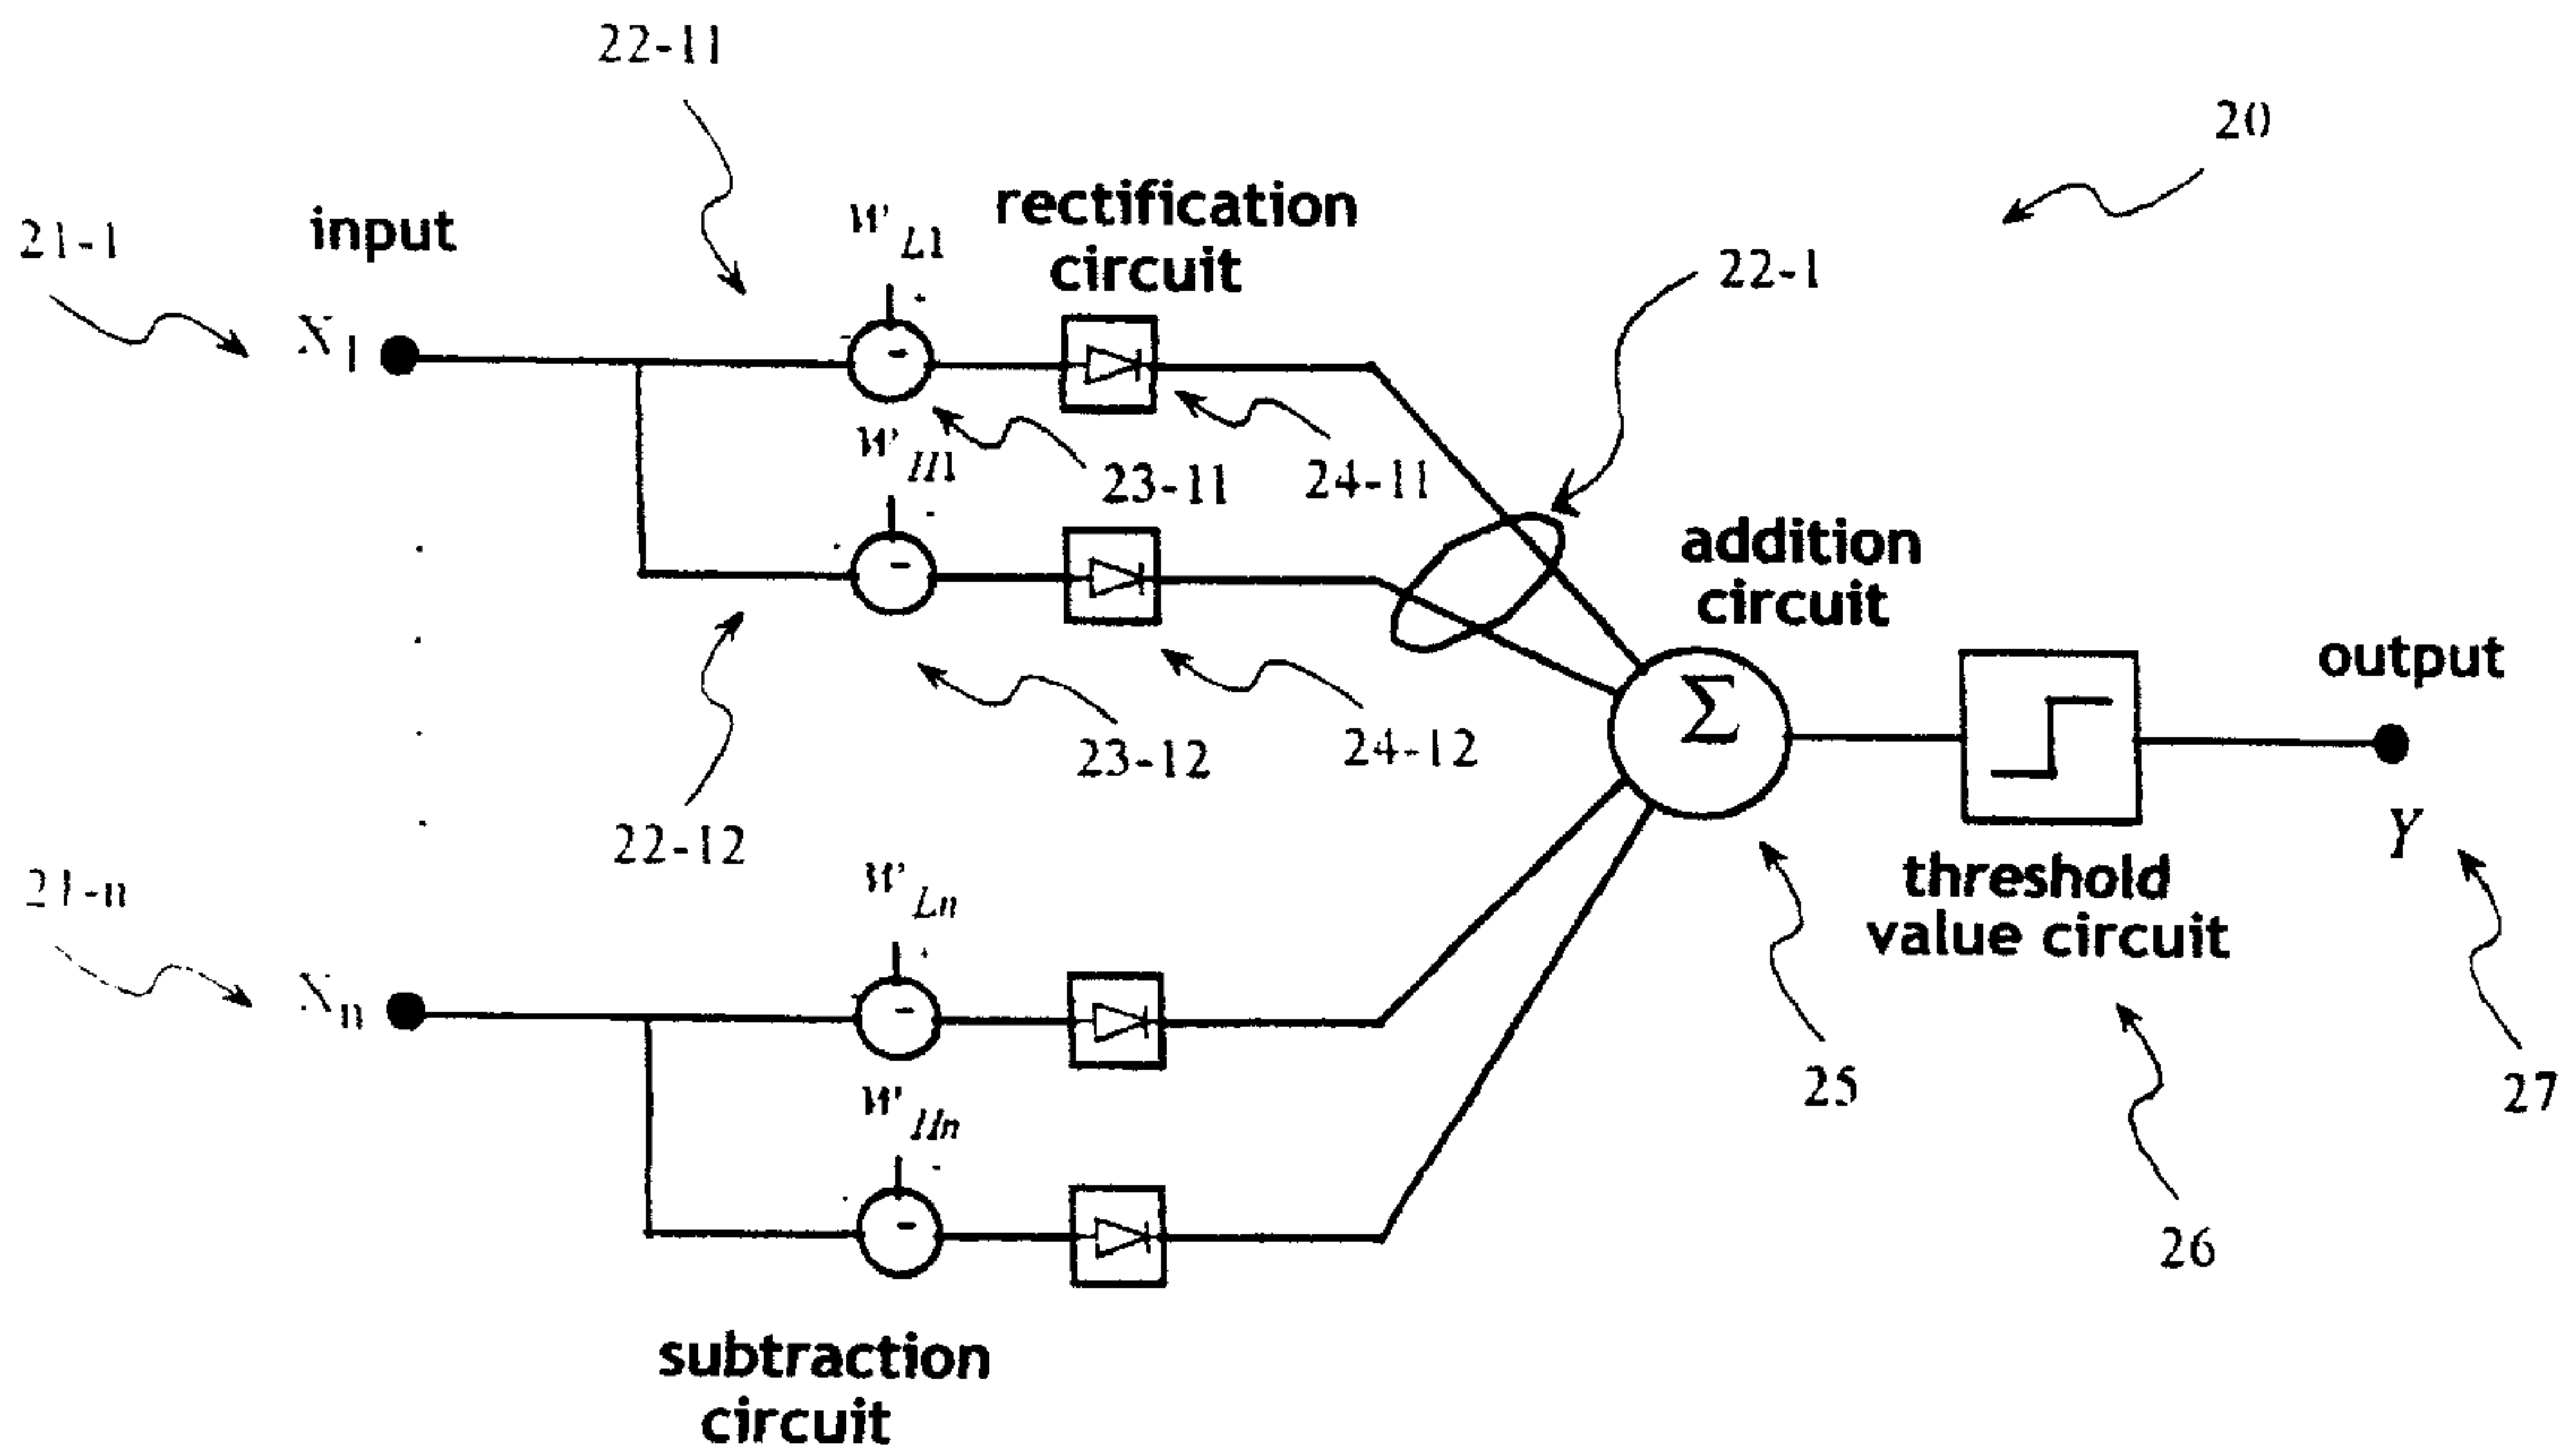 22-11
20
rectification
circuit
W L1
input
21-1
22-1
X1
W H1
23-11
24-11
addition
circuit
Σ
output
23-12
24-12
22-12
Y
threshold
value circuit
21-n
W Ln
Xn
25
27
W Hn
26
subtraction
circuit